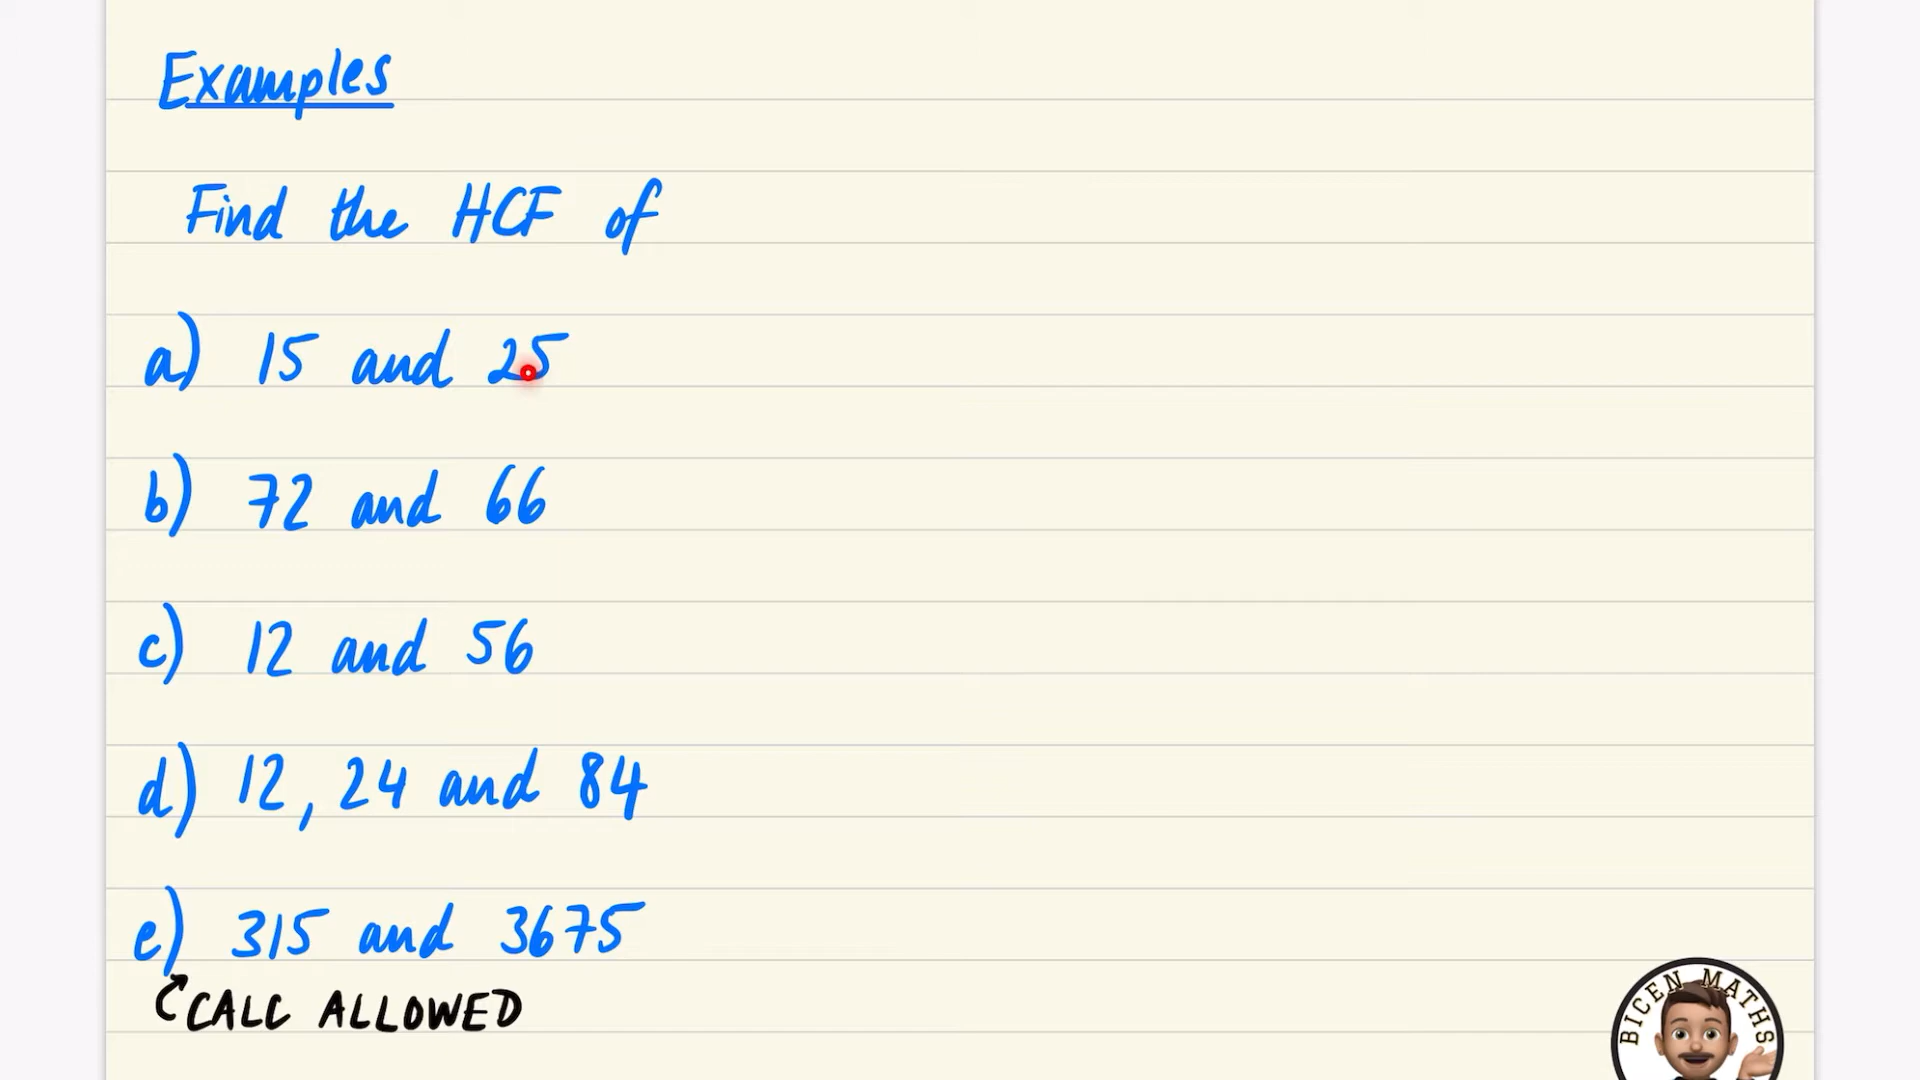 Examples
Find the HCF of
a) 15 and 25
b) 72 and 66
c) 12 and 56
d) 12, 24 and 84
e) 315 and 3675
CALC ALLOWED
BICEN MATHS